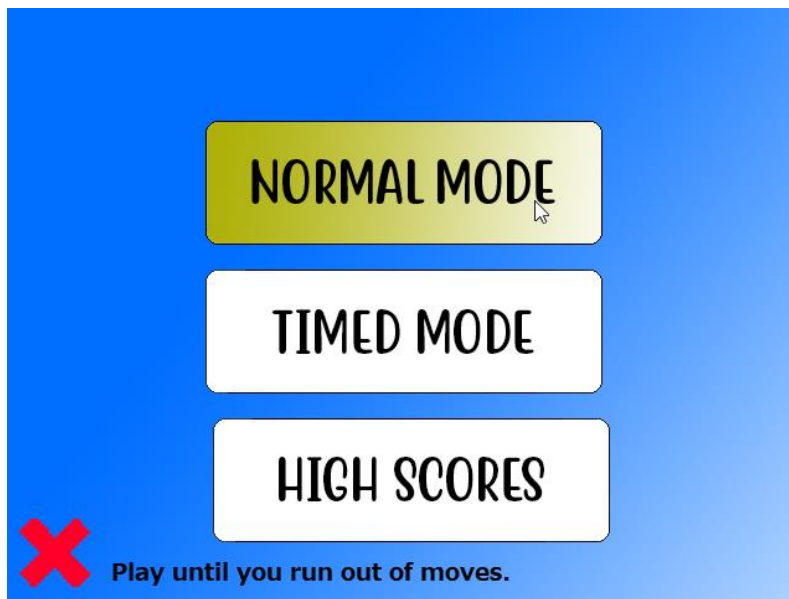 NORMAL MODE
TIMED MODE
HIGH SCORES
Play until you run out of moves.